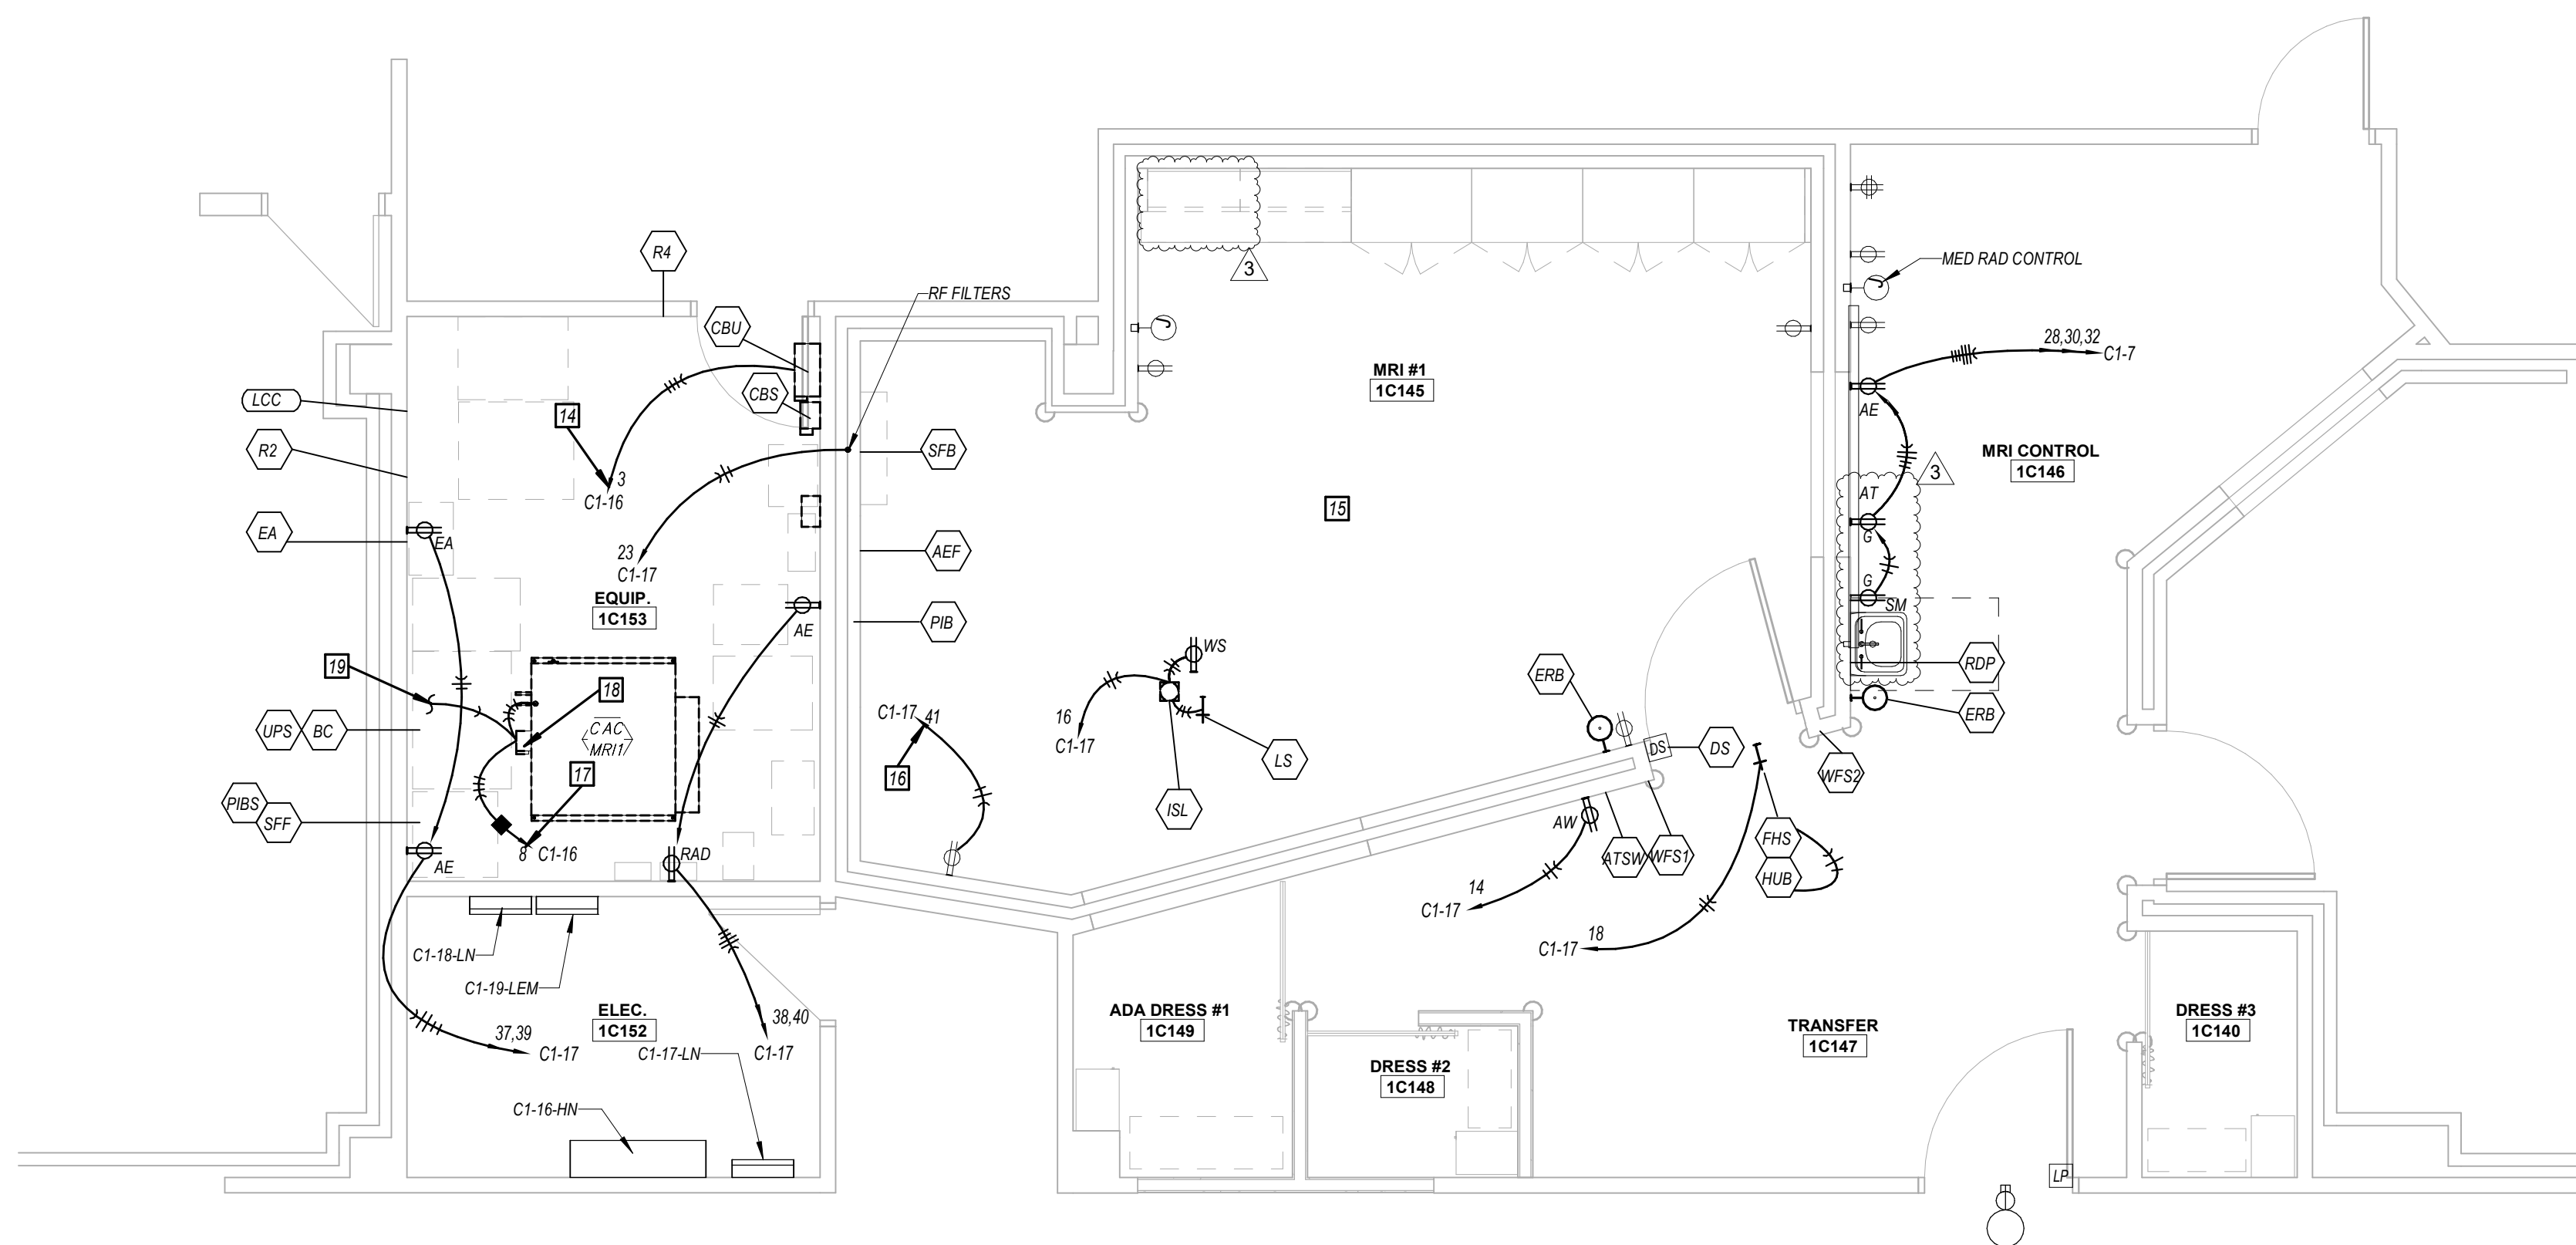 R4
RF FILTERS
3
MED RAD CONTROL
CBU
28,30,32
C1-7
MRI #1
1C145
LCC
CBS
AE
14
R2
SFB
MRI CONTROL
1C146
3
3
C1-16
AT
15
EA
EA
G
AEF
23
C1-17
G
EQUIP.
1C153
SM
AE
PIB
WS
19
RDP
18
ERB
C1-17
41
16
C1-17
ERB
UPS
BC
CAC
MRI1
DS
DS
LS
17
16
WFS2
PIBS
SFF
ISL
AW
FHS
8
C1-16
RAD
ATSW
WFS1
AE
HUB
14
C1-17
18
C1-17
C1-18-LN
C1-19-LEM
ELEC.
1C152
ADA DRESS #1
1C149
DRESS #3
1C140
38,40
C1-17
TRANSFER
1C147
37,39
C1-17
C1-17-LN
DRESS #2
1C148
C1-16-HN
LP